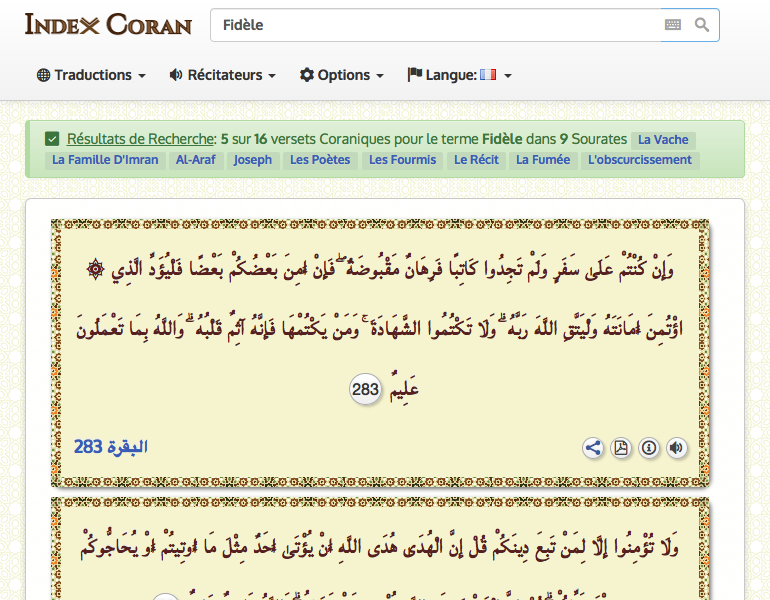 INDEX CORAN
Fidèle
Traductions Récitateurs Options Langue:
Résultats de Recherche: 5 sur 16 versets Coraniques pour le terme Fidèle dans 9 Sourates La Vache
La Famille D'Imran Al-Araf Joseph Les Poètes Les Fourmis Le Récit La Fumée L'obscurcissement
۞ وَإِنْ كُنْتُمْ عَلَىٰ سَفَرٍ وَلَمْ تَجِدُوا كَاتِبًا فَرِهَانٌ مَقْبُوضَةٌ ۖ فَإِنْ أَمِنَ بَعْضُكُمْ بَعْضًا فَلْيُؤَدِّ الَّذِي
اؤْتُمِنَ أَمَانَتَهُ وَلْيَتَّقِ اللَّهَ رَبَّهُ ۗ وَلَا تَكْتُمُوا الشَّهَادَةَ ۚ وَمَنْ يَكْتُمْهَا فَإِنَّهُ آثِمٌ قَلْبُهُ ۗ وَاللَّهُ بِمَا تَعْمَلُونَ
عَلِيمٌ 283
البقرة 283
وَلَا تُؤْمِنُوا إِلَّا لِمَنْ تَبِعَ دِينَكُمْ قُلْ إِنَّ الْهُدَىٰ هُدَى اللَّهِ أَنْ يُؤْتَىٰ أَحَدٌ مِثْلَ مَا أُوتِيتُمْ أَوْ يُحَاجُّوكُمْ